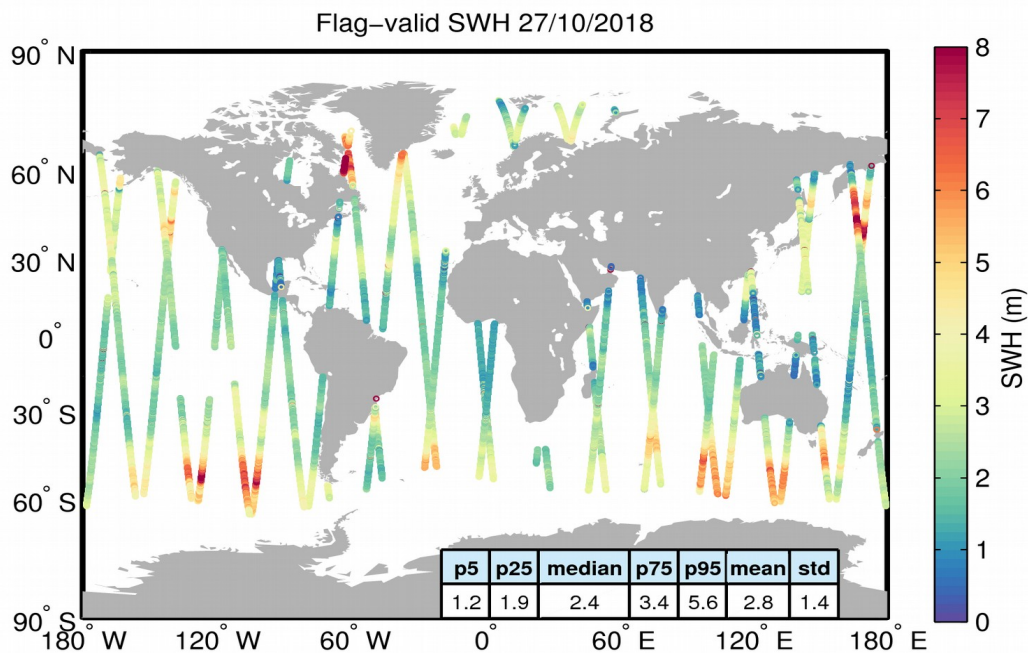 Flag−valid SWH 27/10/2018
90° N
60° N
30° N
0°
30° S
60° S
90° S
180° W
120° W
60° W
0°
60° E
120° E
180° E
8
7
6
5
4
3
2
1
0
SWH (m)
p5 p25 median p75 p95 mean std
1.2 1.9 2.4 3.4 5.6 2.8 1.4